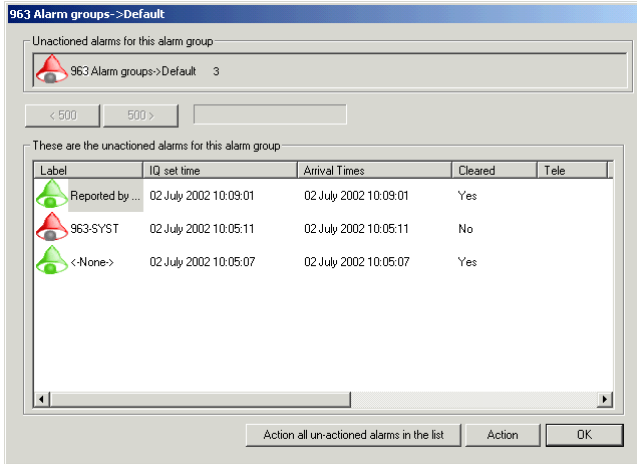 963 Alarm groups->Default
Unactioned alarms for this alarm group
963 Alarm groups->Default 3
< 500 500 >
These are the unactioned alarms for this alarm group
Label IQ set time Arrival Times Cleared Tele
Reported by ... 02 July 2002 10:09:01 02 July 2002 10:09:01 Yes
963-SYST 02 July 2002 10:05:11 02 July 2002 10:05:11 No
<-None-> 02 July 2002 10:05:07 02 July 2002 10:05:07 Yes
Action all un-actioned alarms in the list Action OK